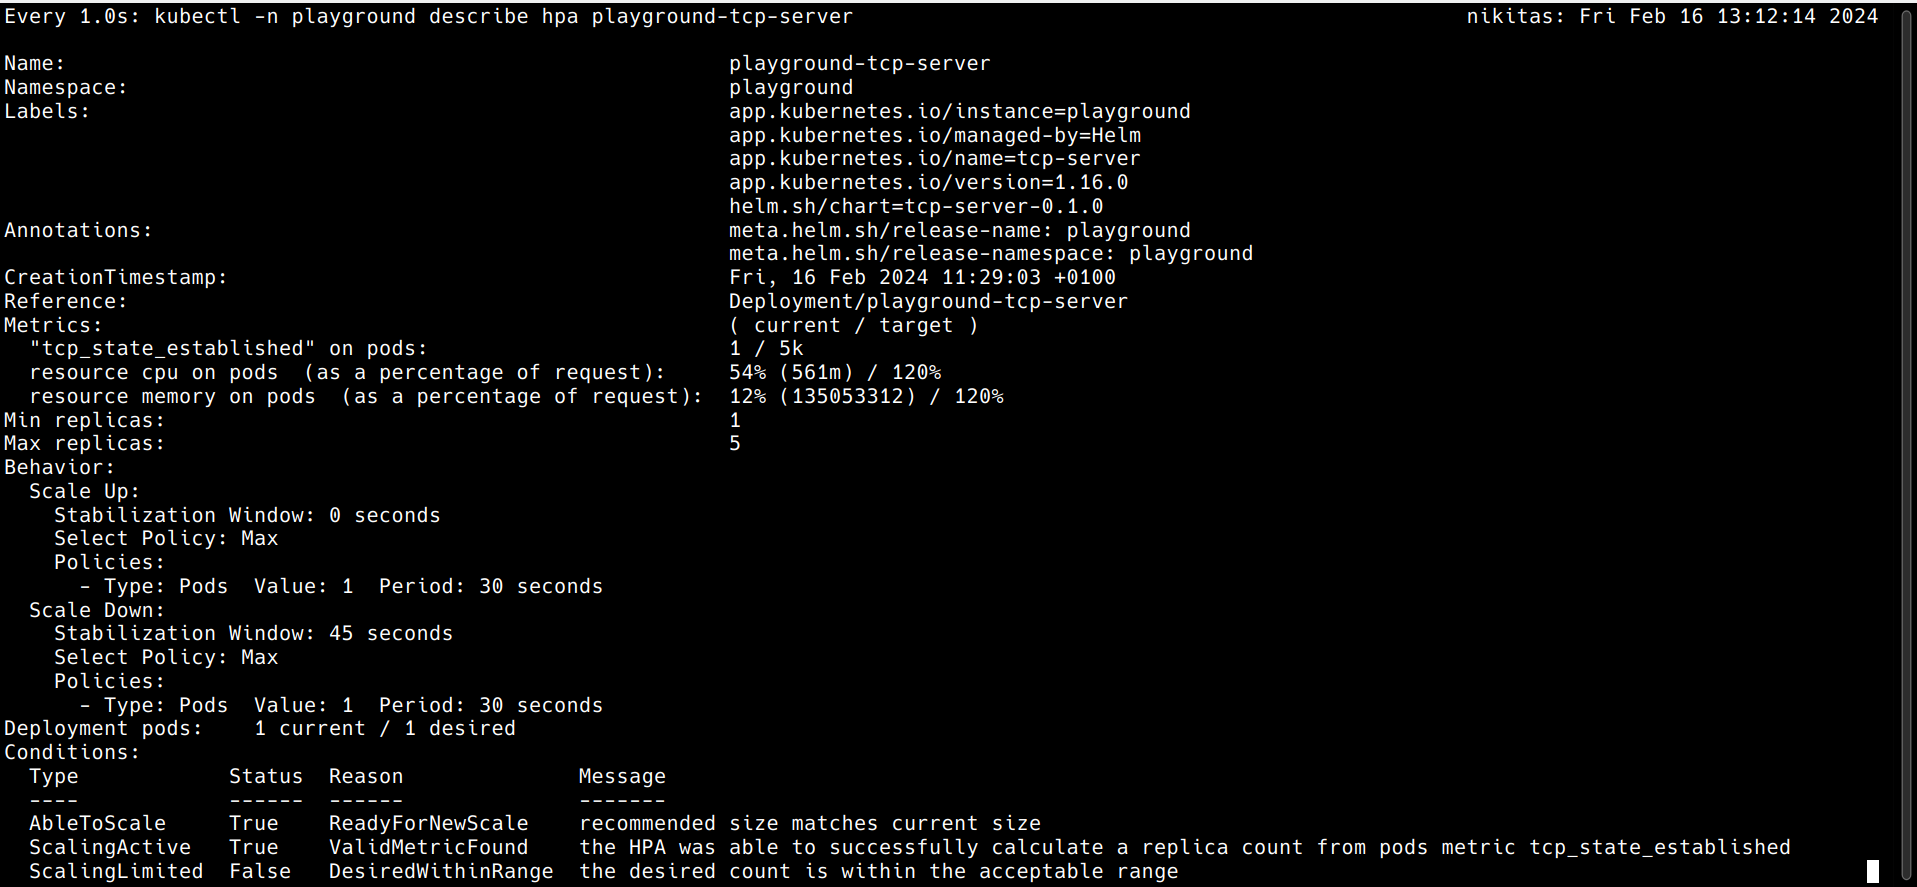 Every 1.0s: kubectl -n playground describe hpa playground-tcp-server nikitas: Fri Feb 16 13:12:14 2024
Name: playground-tcp-server
Namespace: playground
Labels: app.kubernetes.io/instance=playground
app.kubernetes.io/managed-by=Helm
app.kubernetes.io/name=tcp-server
app.kubernetes.io/version=1.16.0
helm.sh/chart=tcp-server-0.1.0
Annotations: meta.helm.sh/release-name: playground
meta.helm.sh/release-namespace: playground
CreationTimestamp: Fri, 16 Feb 2024 11:29:03 +0100
Reference: Deployment/playground-tcp-server
Metrics: ( current / target )
"tcp_state_established" on pods: 1 / 5k
resource cpu on pods (as a percentage of request): 54% (561m) / 120%
resource memory on pods (as a percentage of request): 12% (135053312) / 120%
Min replicas: 1
Max replicas: 5
Behavior:
Scale Up:
Stabilization Window: 0 seconds
Select Policy: Max
Policies:
- Type: Pods Value: 1 Period: 30 seconds
Scale Down:
Stabilization Window: 45 seconds
Select Policy: Max
Policies:
- Type: Pods Value: 1 Period: 30 seconds
Deployment pods: 1 current / 1 desired
Conditions:
Type Status Reason Message
---- ------ ------ -------
AbleToScale True ReadyForNewScale recommended size matches current size
ScalingActive True ValidMetricFound the HPA was able to successfully calculate a replica count from pods metric tcp_state_established
ScalingLimited False DesiredWithinRange the desired count is within the acceptable range